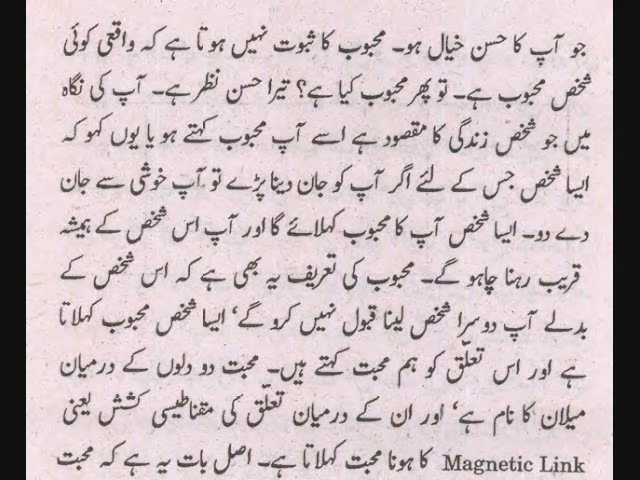 جو آپ کا حسن خیال ہو۔ محبوب کا ثبوت نہیں ہوتا ہے کہ واقعی کوئی
شخص محبوب ہے۔ تو پھر محبوب کیا ہے؟ تیرا حسن نظر ہے۔ آپ کی نگاہ
میں جو شخص زندگی کا مقصود ہے اسے آپ محبوب کہتے ہو یا یوں کہو کہ
ایسا شخص جس کے لئے اگر آپ کو جان دینا پڑے تو آپ خوشی سے جان
دے دو۔ ایسا شخص آپ کا محبوب کہلائے گا اور آپ اس شخص کے ہمیشہ
قریب رہنا چاہو گے۔ محبوب کی تعریف یہ بھی ہے کہ اس شخص کے
بدلے آپ دوسرا شخص لینا قبول نہیں کرو گے‘ ایسا شخص محبوب کہلاتا
ہے اور اس تعلّق کو ہم محبت کہتے ہیں۔ محبت دو دلوں کے درمیان
میلان کا نام ہے‘ اور ان کے درمیان تعلّق کی مقناطیسی کشش یعنی
Magnetic Link کا ہونا محبت کہلاتا ہے۔ اصل بات یہ ہے کہ محبت